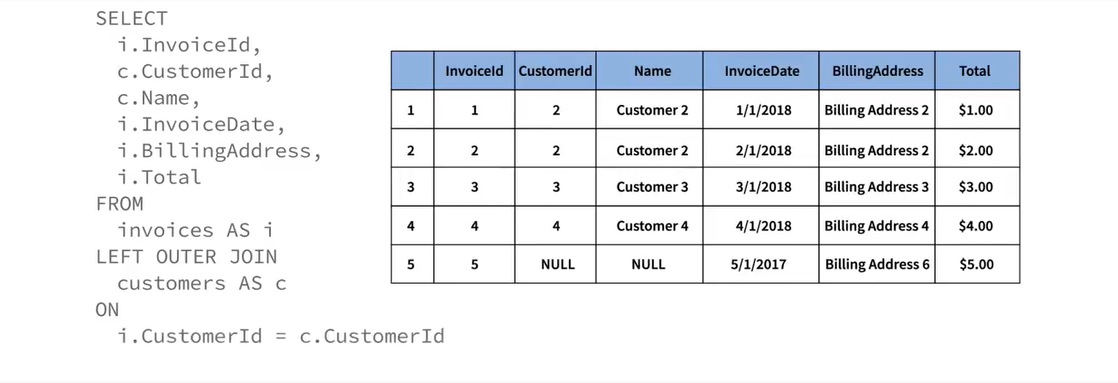 SELECT
i.InvoiceId,
c.CustomerId,
c.Name,
i.InvoiceDate,
i.BillingAddress,
i.Total
FROM
invoices AS i
LEFT OUTER JOIN
customers AS c
ON
i.CustomerId = c.CustomerId
InvoiceId CustomerId Name InvoiceDate BillingAddress Total
1 1 2 Customer 2 1/1/2018 Billing Address 2 $1.00
2 2 2 Customer 2 2/1/2018 Billing Address 2 $2.00
3 3 3 Customer 3 3/1/2018 Billing Address 3 $3.00
4 4 4 Customer 4 4/1/2018 Billing Address 4 $4.00
5 5 NULL NULL 5/1/2017 Billing Address 6 $5.00